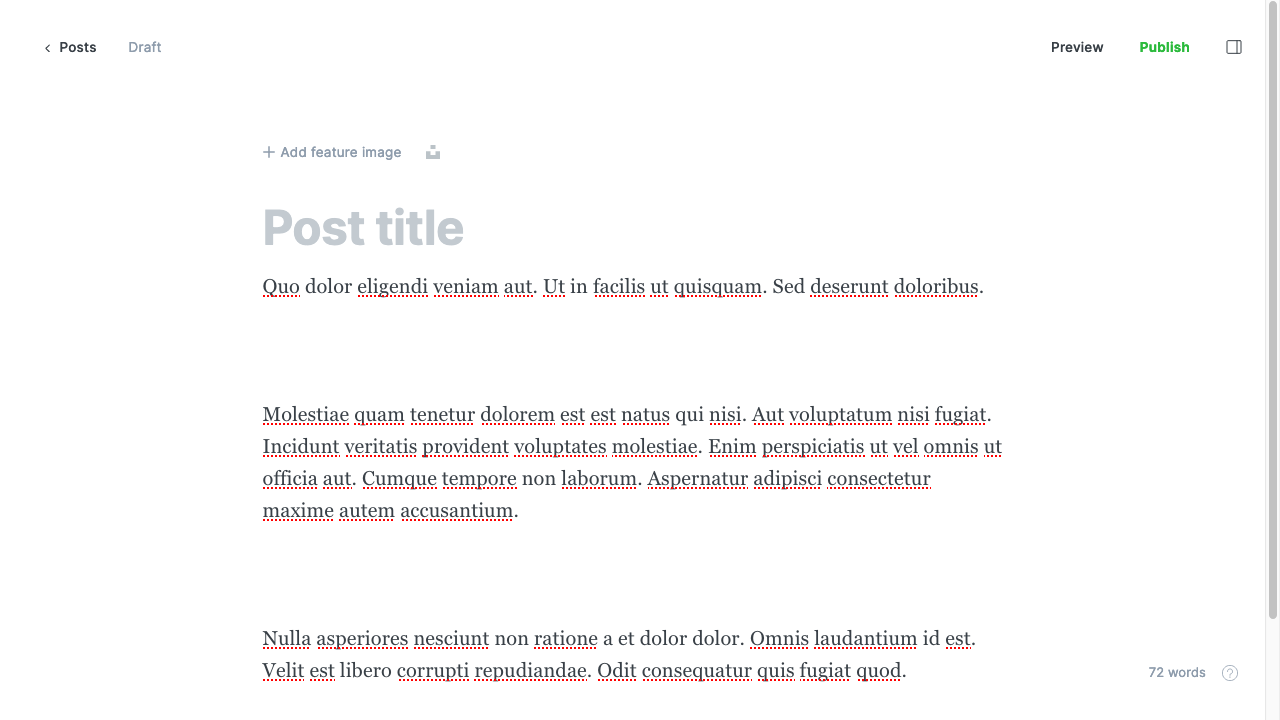 Posts
Draft
Preview
Publish
Add feature image
Post title
Quo dolor eligendi veniam aut. Ut in facilis ut quisquam. Sed deserunt doloribus.
Molestiae quam tenetur dolorem est est natus qui nisi. Aut voluptatum nisi fugiat.
Incidunt veritatis provident voluptates molestiae. Enim perspiciatis ut vel omnis ut
officia aut. Cumque tempore non laborum. Aspernatur adipisci consectetur
maxime autem accusantium.
Nulla asperiores nesciunt non ratione a et dolor dolor. Omnis laudantium id est.
Velit est libero corrupti repudiandae. Odit consequatur quis fugiat quod.
72 words